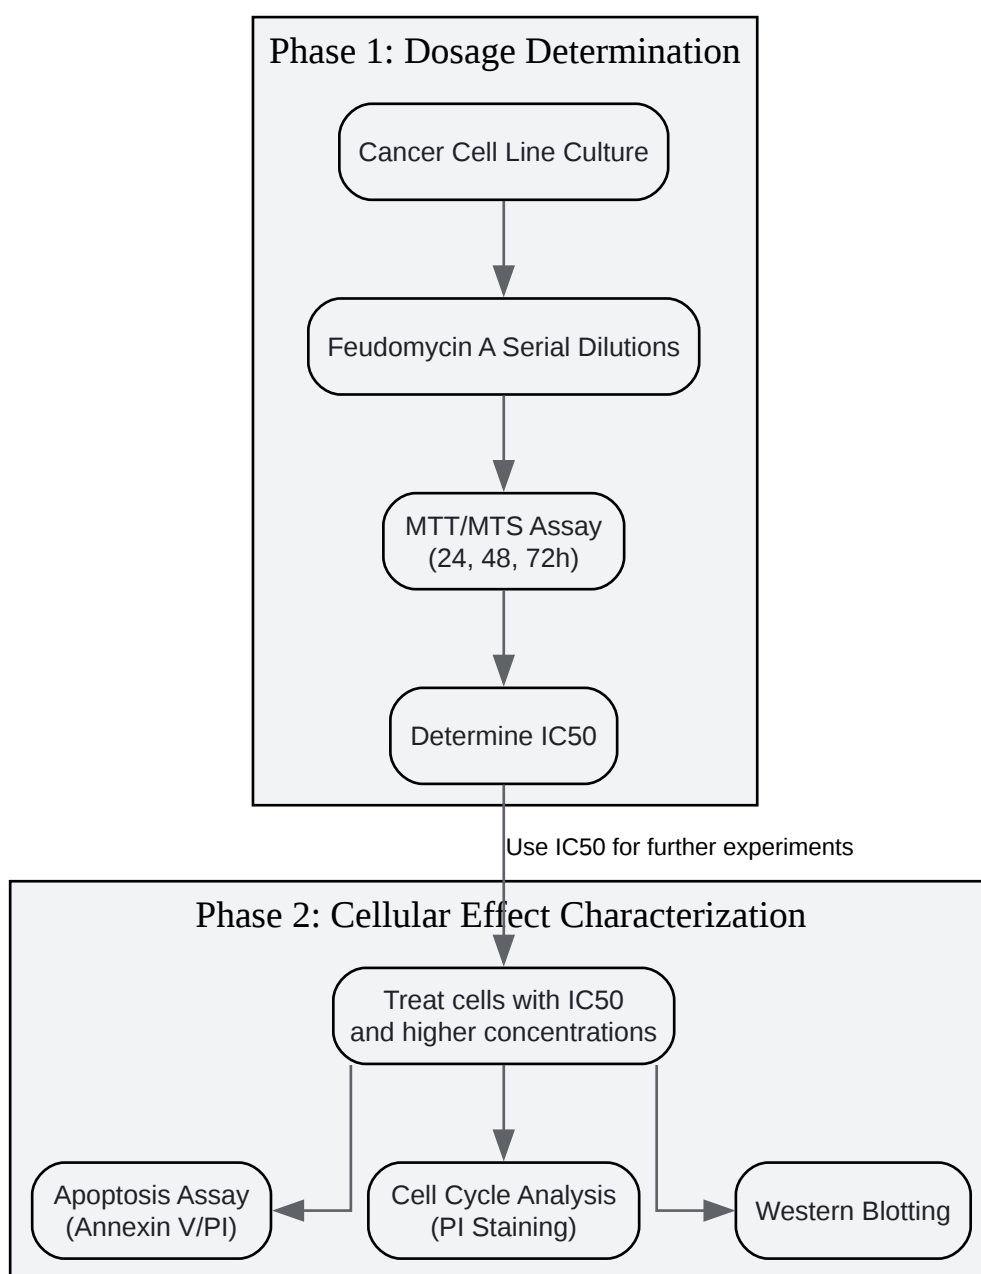 Phase 1: Dosage Determination
Cancer Cell Line Culture
Feudomycin A Serial Dilutions
MTT/MTS Assay
(24, 48, 72h)
Determine IC50
Use IC50 for further experiments
Phase 2: Cellular Effect Characterization
Treat cells with IC50
and higher concentrations
Apoptosis Assay
(Annexin V/PI)
Cell Cycle Analysis
(PI Staining)
Western Blotting